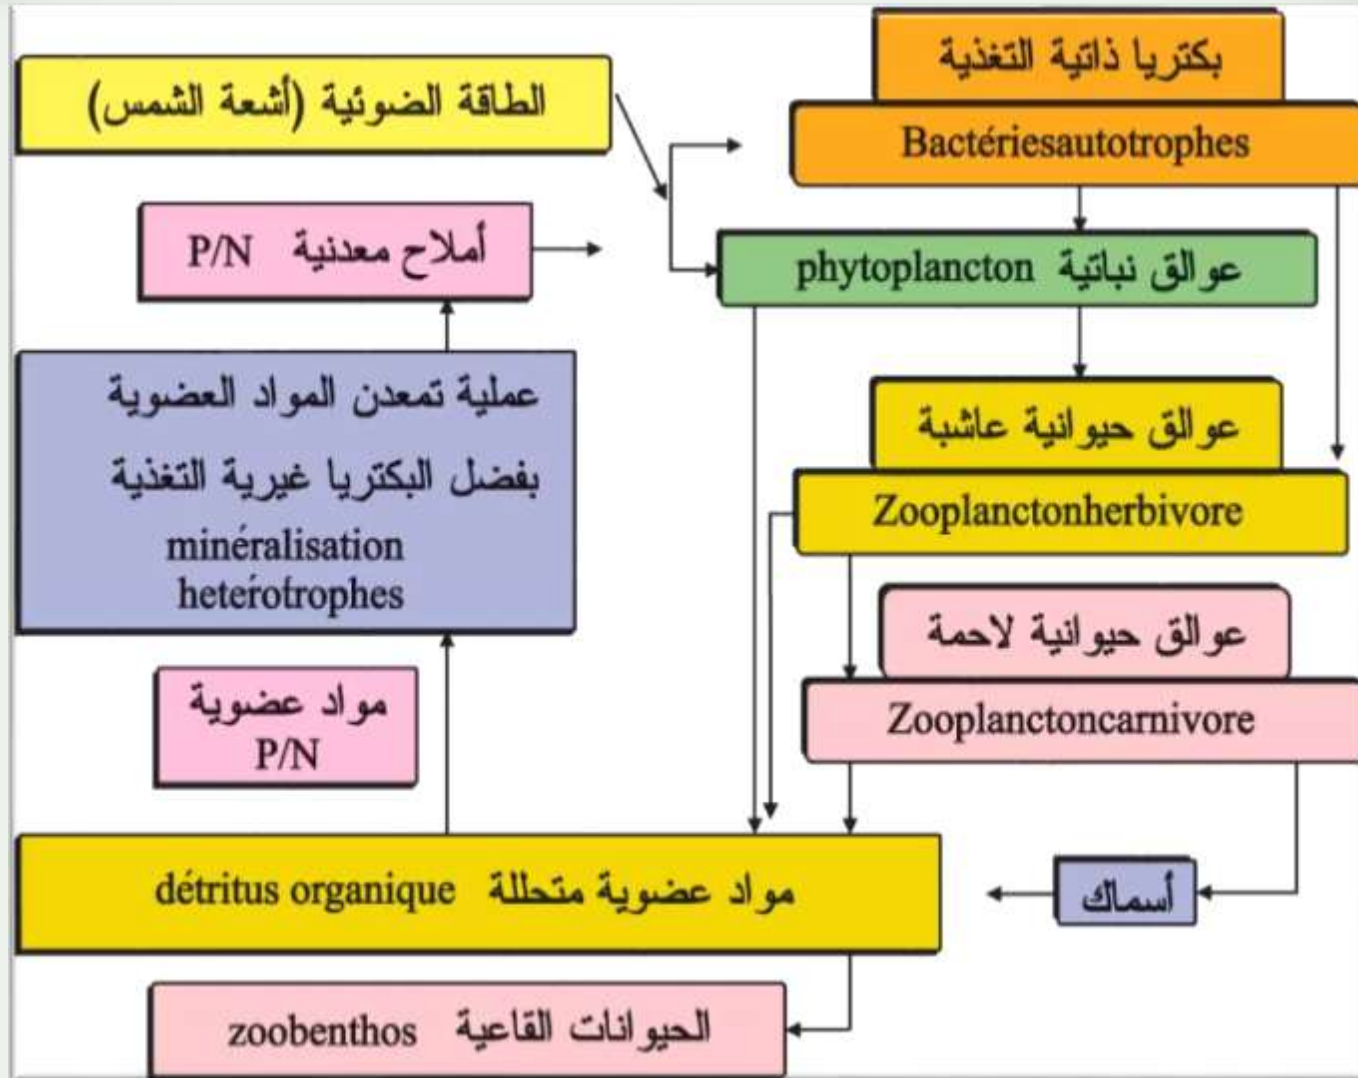 بكتريا ذاتية التغذية
Bactériesautotrophes
الطاقة الضوئية (أشعة الشمس)
أملاح معدنية P/N
عوالق نباتية phytoplancton
عملية تمعدن المواد العضوية
بفضل البكتريا غيرية التغذية
minéralisation
hetérotrophes
عوالق حيوانية عاشبة
Zooplanctonherbivore
عوالق حيوانية لاحمة
Zooplanctoncarnivore
مواد عضوية
P/N
مواد عضوية متحللة détritus organique
أسماك
الحيوانات القاعية zoobenthos